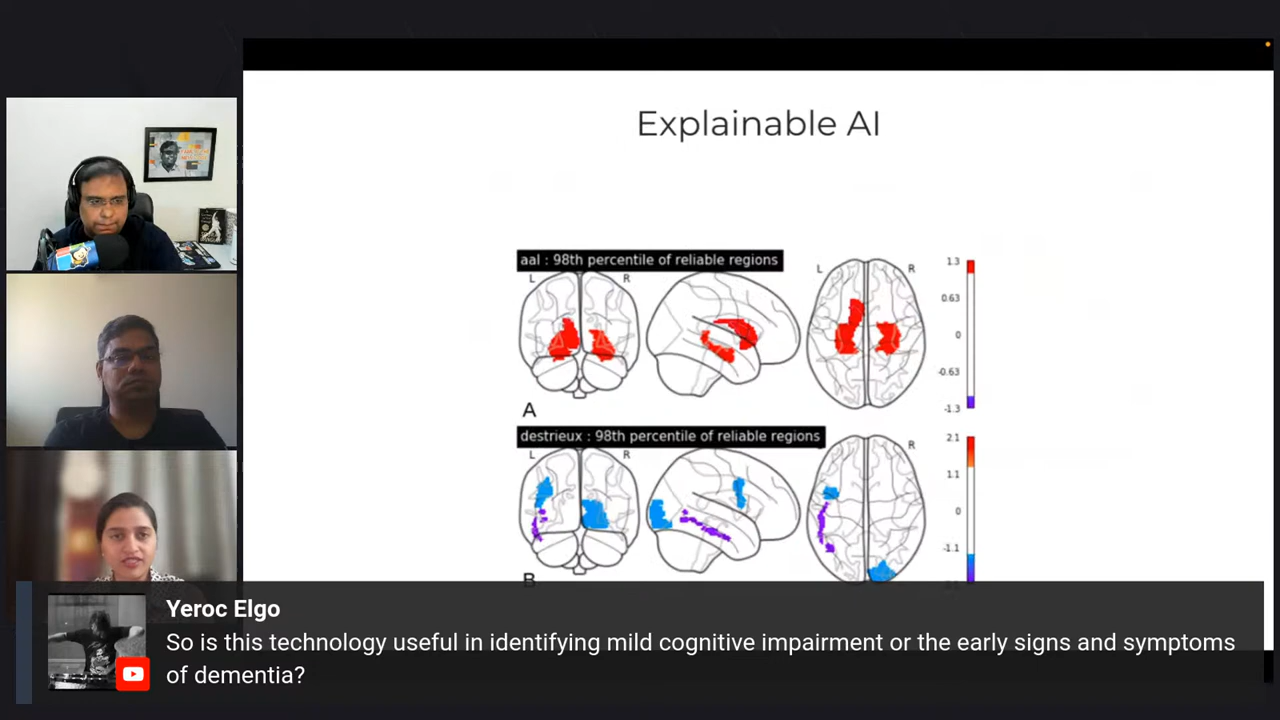 Explainable AI
aal : 98th percentile of reliable regions
L R L R
1.3
0.63
0
-0.63
-1.3
A
destrieux : 98th percentile of reliable regions
L R R
2.1
1.1
0
-1.1
B
Yeroc Elgo
So is this technology useful in identifying mild cognitive impairment or the early signs and symptoms
of dementia?